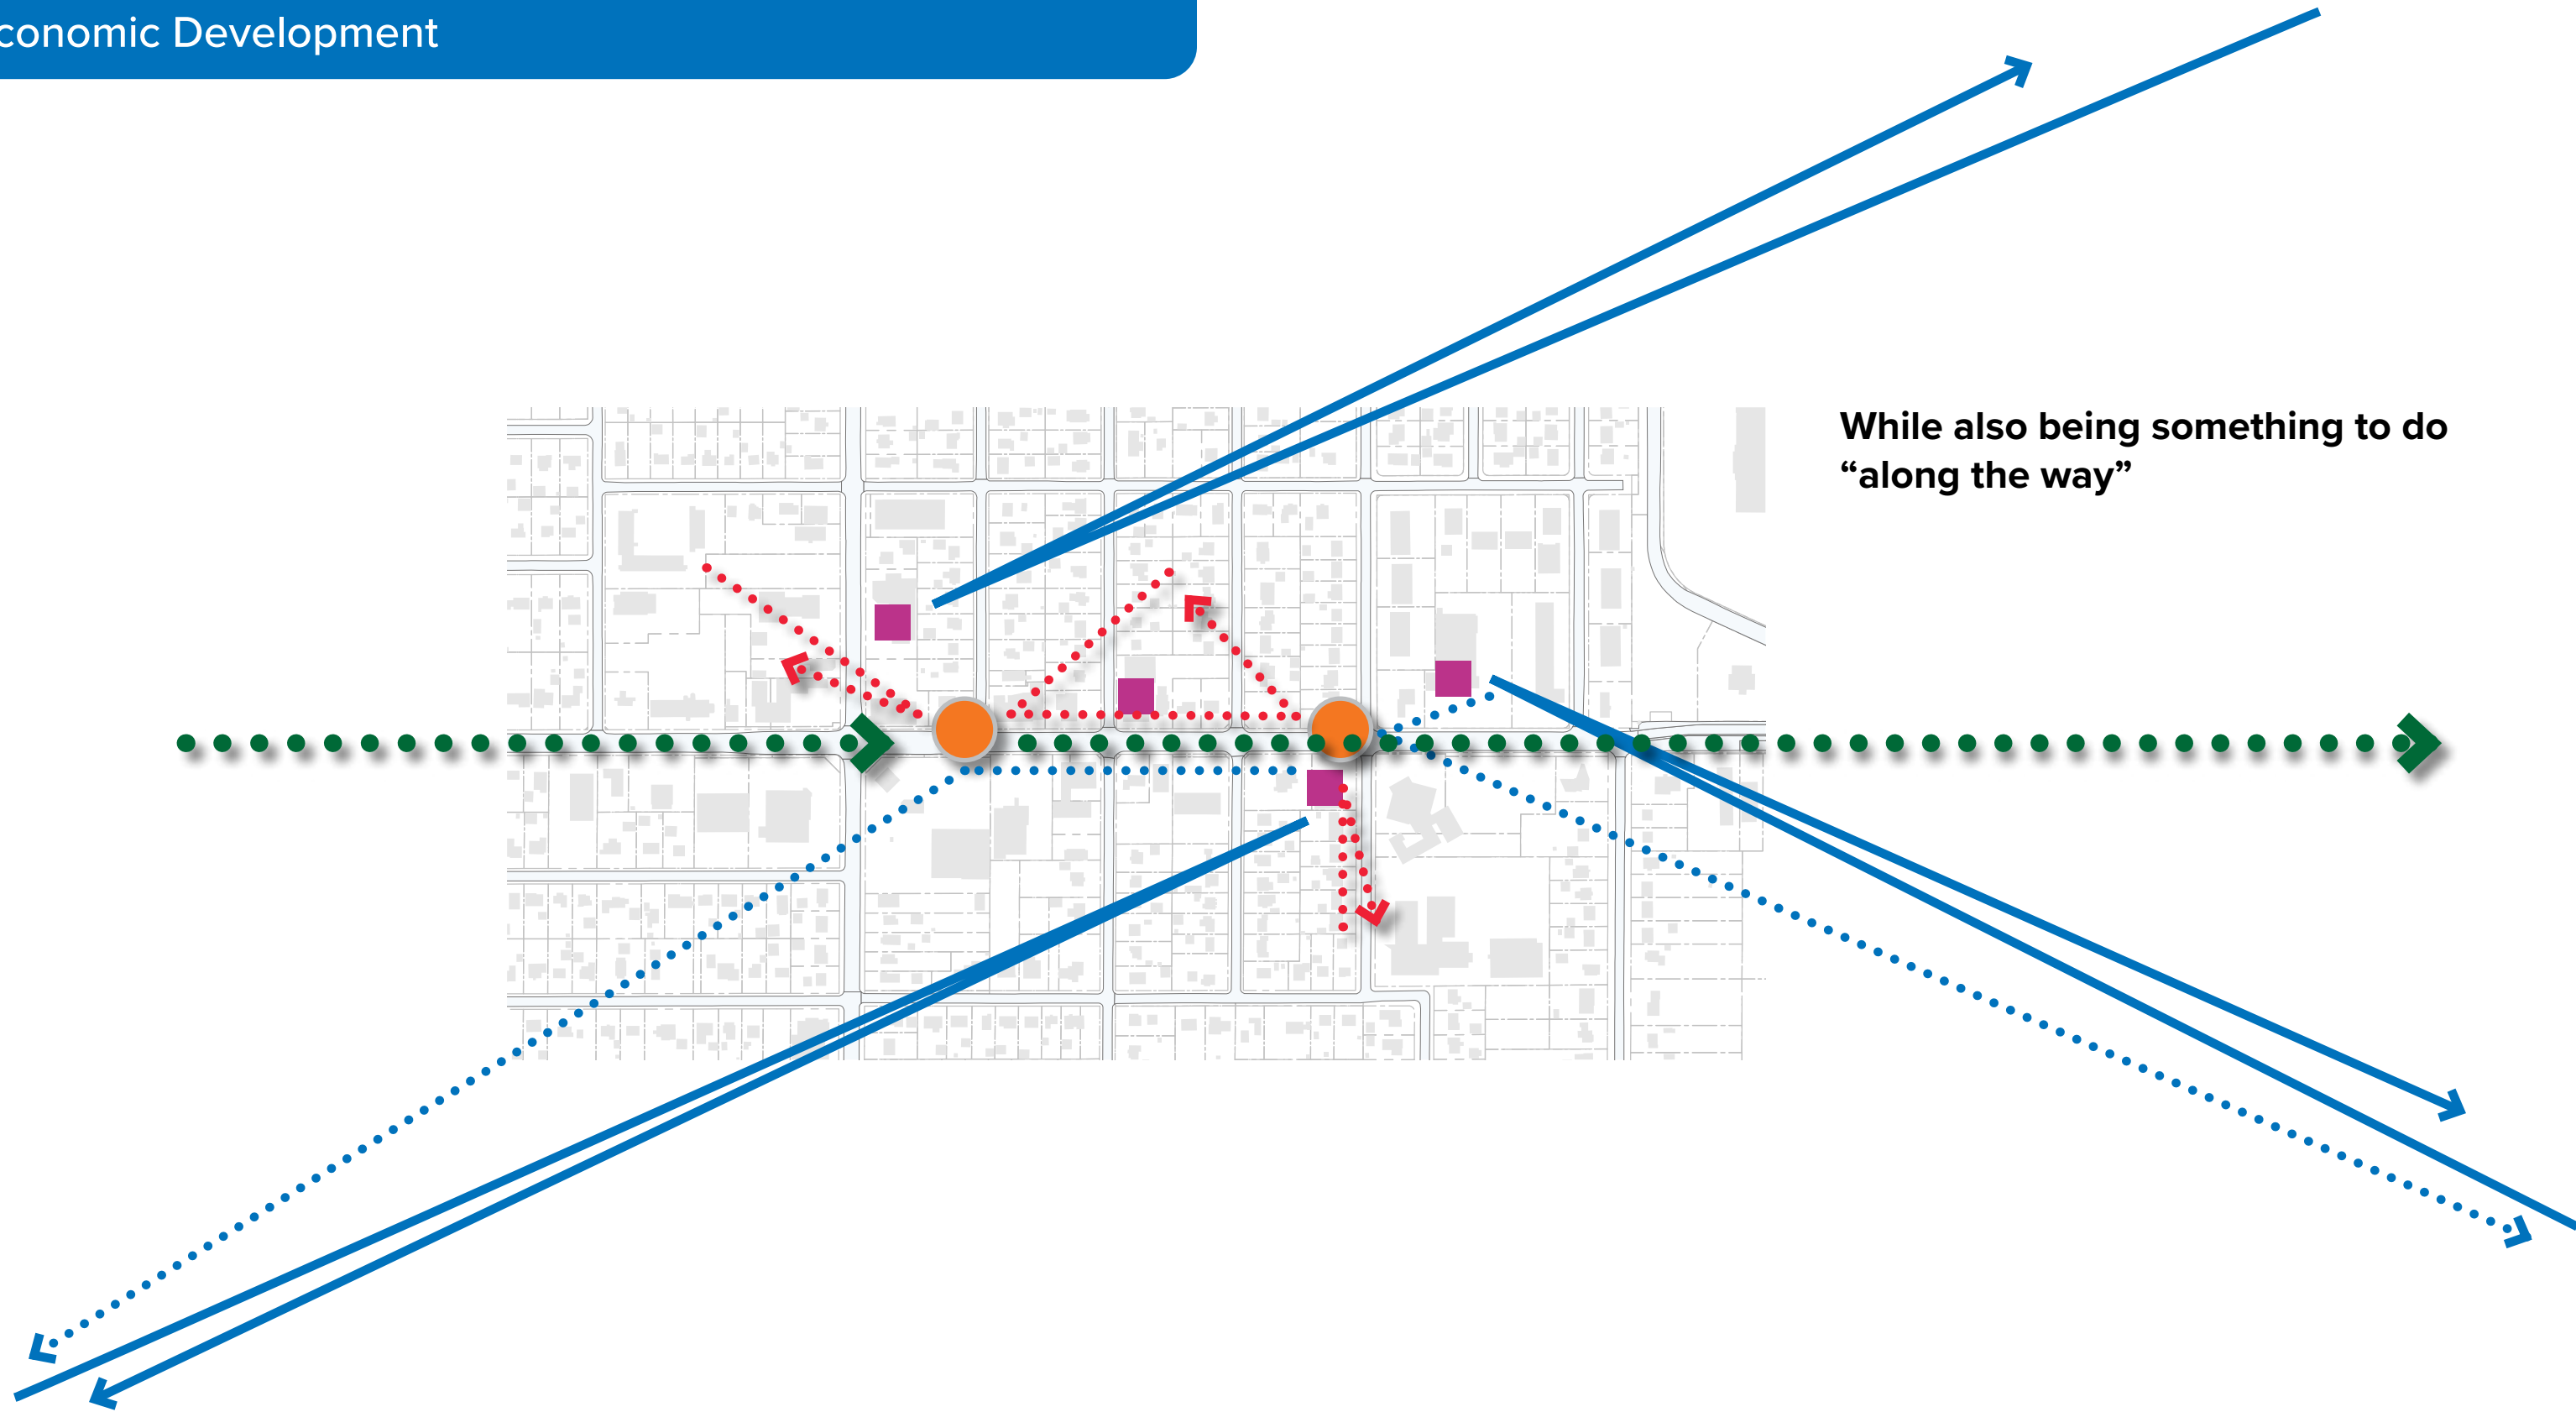 conomic Development
While also being something to do
“along the way”